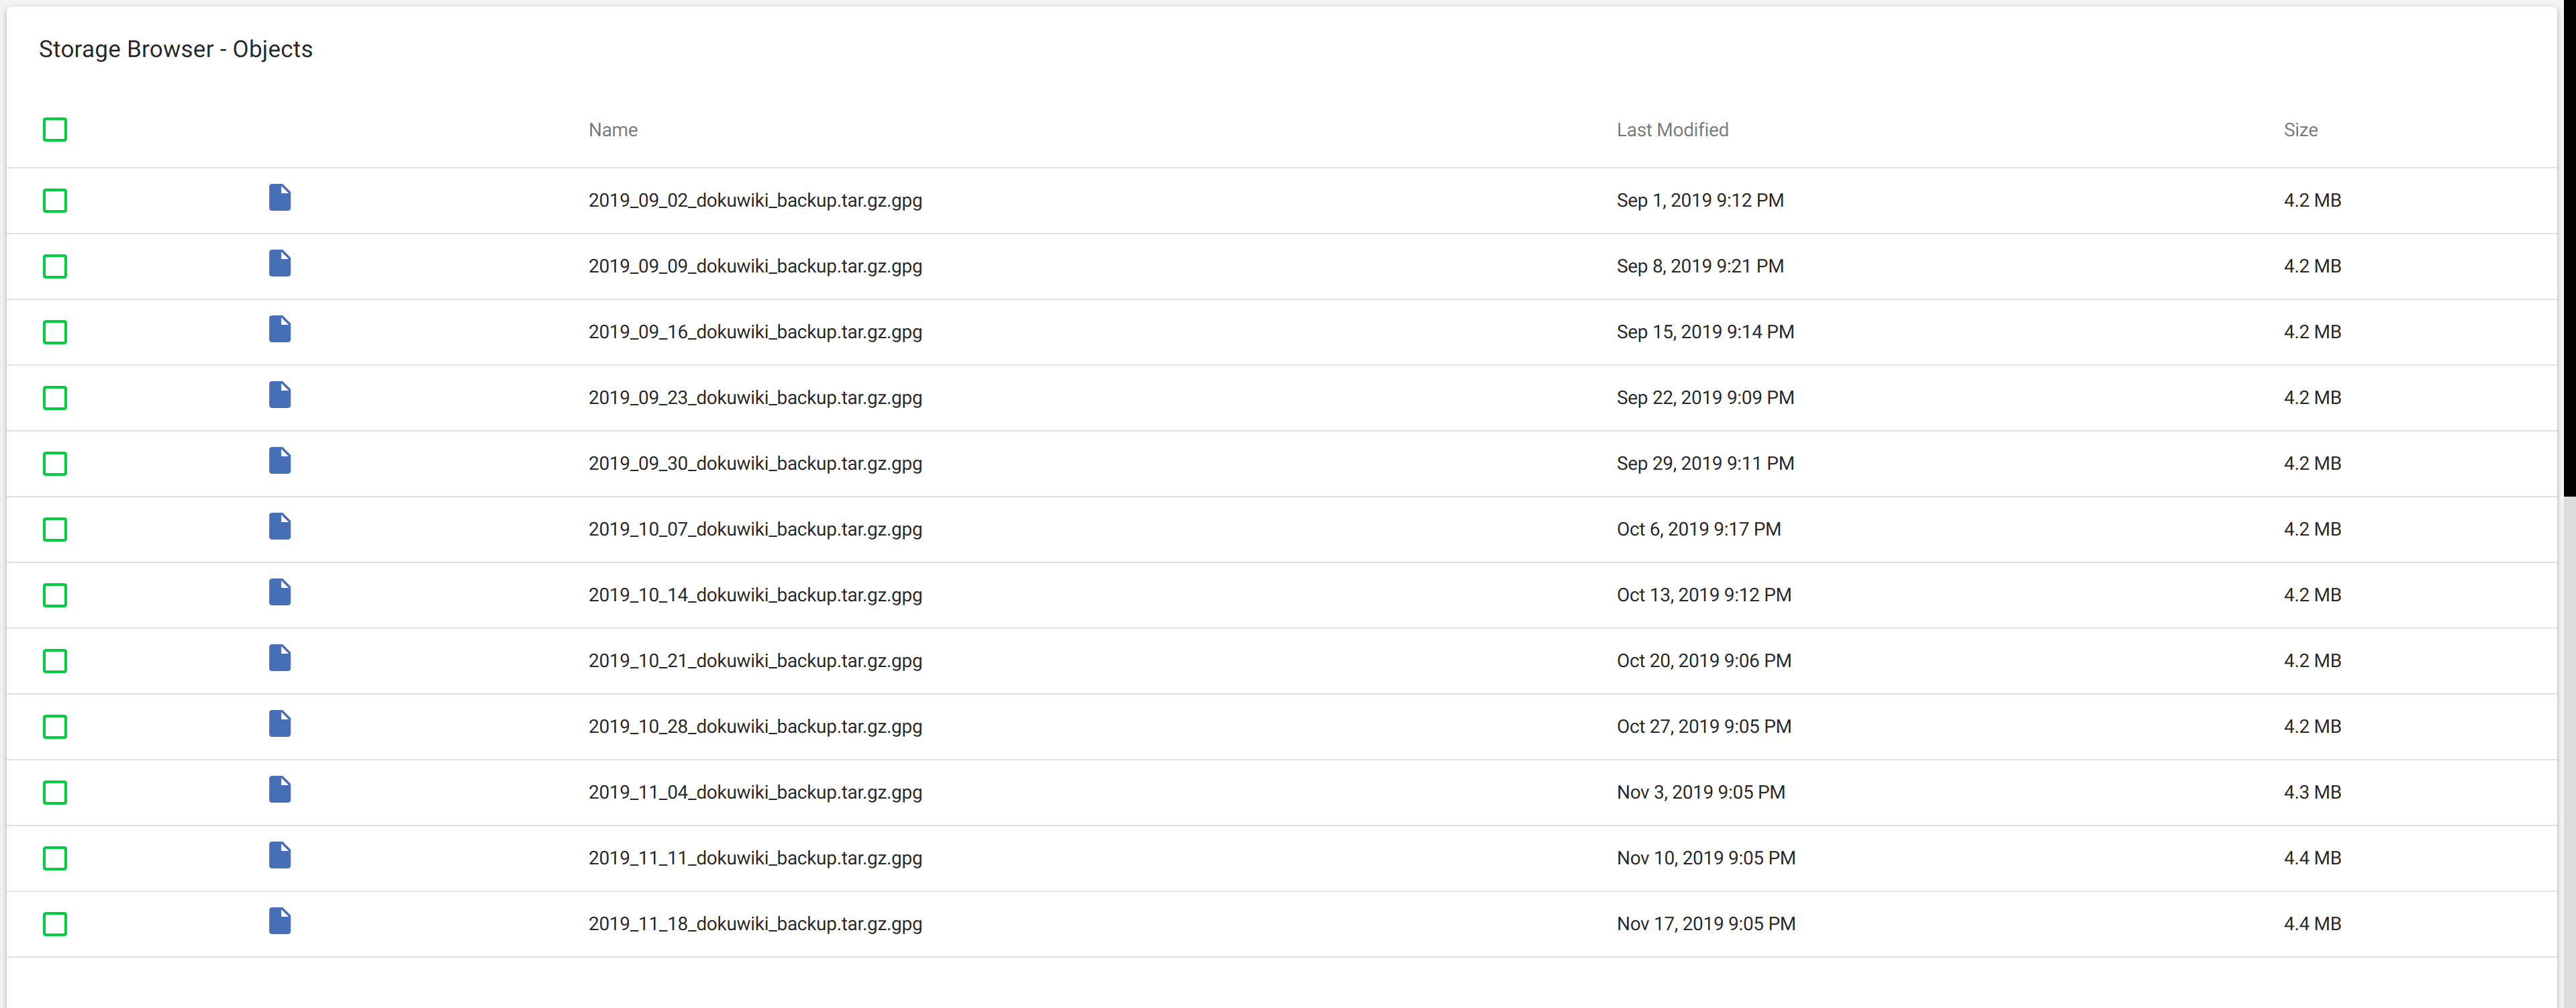 Storage Browser - Objects
Name Last Modified Size
2019_09_02_dokuwiki_backup.tar.gz.gpg Sep 1, 2019 9:12 PM 4.2 MB
2019_09_09_dokuwiki_backup.tar.gz.gpg Sep 8, 2019 9:21 PM 4.2 MB
2019_09_16_dokuwiki_backup.tar.gz.gpg Sep 15, 2019 9:14 PM 4.2 MB
2019_09_23_dokuwiki_backup.tar.gz.gpg Sep 22, 2019 9:09 PM 4.2 MB
2019_09_30_dokuwiki_backup.tar.gz.gpg Sep 29, 2019 9:11 PM 4.2 MB
2019_10_07_dokuwiki_backup.tar.gz.gpg Oct 6, 2019 9:17 PM 4.2 MB
2019_10_14_dokuwiki_backup.tar.gz.gpg Oct 13, 2019 9:12 PM 4.2 MB
2019_10_21_dokuwiki_backup.tar.gz.gpg Oct 20, 2019 9:06 PM 4.2 MB
2019_10_28_dokuwiki_backup.tar.gz.gpg Oct 27, 2019 9:05 PM 4.2 MB
2019_11_04_dokuwiki_backup.tar.gz.gpg Nov 3, 2019 9:05 PM 4.3 MB
2019_11_11_dokuwiki_backup.tar.gz.gpg Nov 10, 2019 9:05 PM 4.4 MB
2019_11_18_dokuwiki_backup.tar.gz.gpg Nov 17, 2019 9:05 PM 4.4 MB